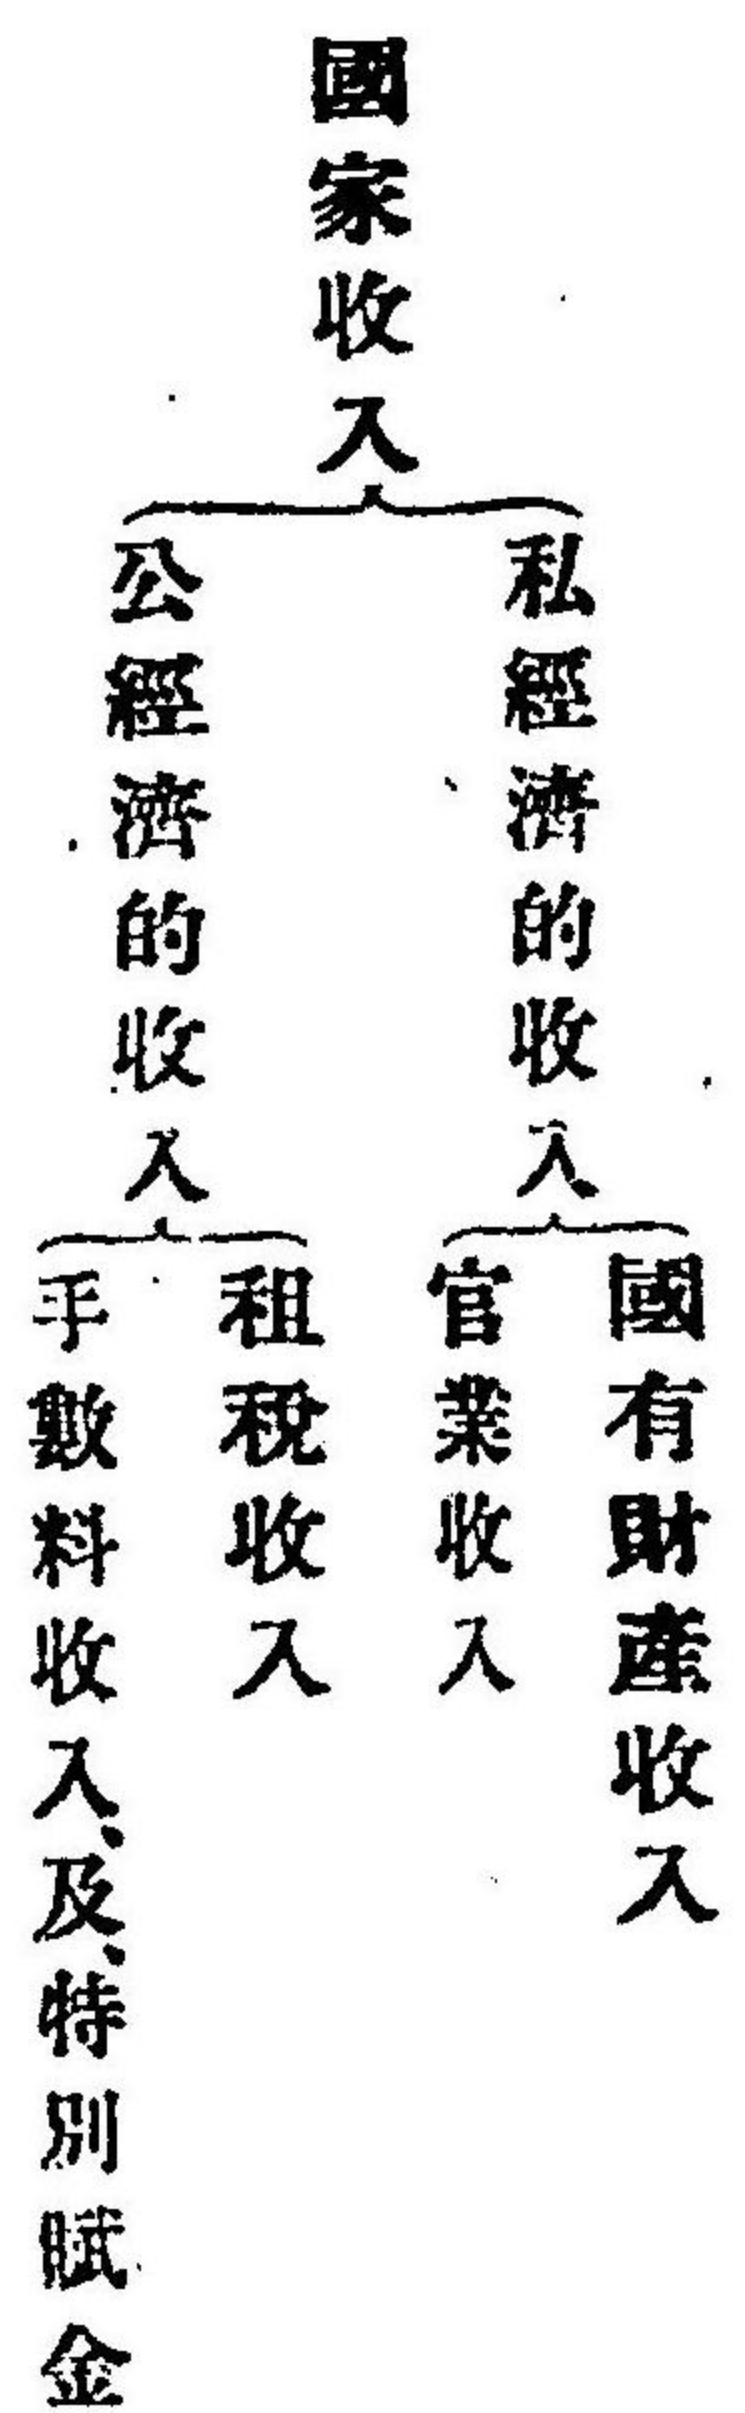 國家收入
私經濟的收入
國有財產收入
官業收入
公經濟的收入
租稅收入
手數料收入、及、特別賦金